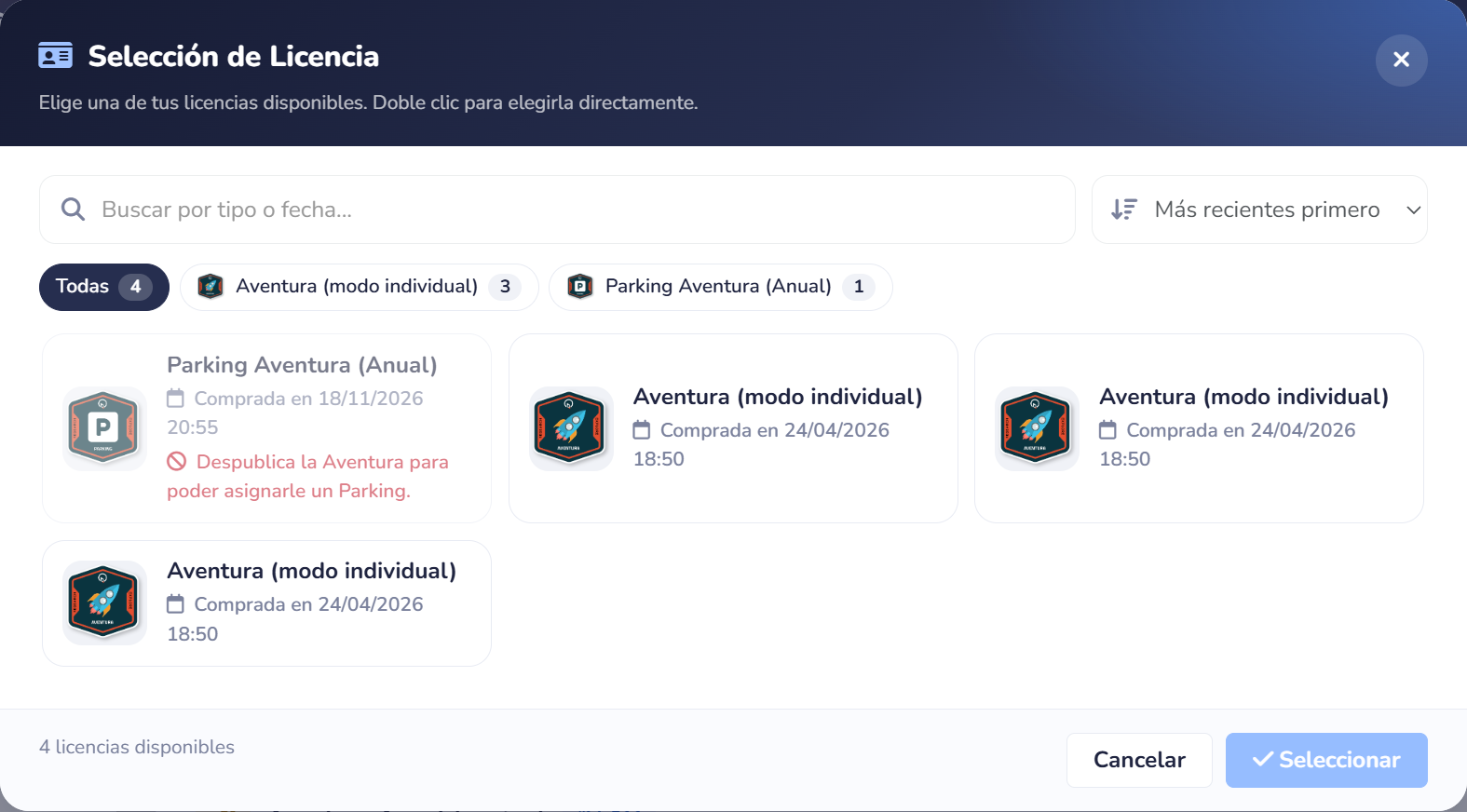 Selección de Licencia
Elige una de tus licencias disponibles. Doble clic para elegirla directamente.
Buscar por tipo o fecha...
Más recientes primero
Todas 4
Aventura (modo individual) 3
Parking Aventura (Anual) 1
Parking Aventura (Anual)
Comprada en 18/11/2026
20:55
Despublica la Aventura para
poder asignarle un Parking.
P
Aventura (modo individual)
Comprada en 24/04/2026
18:50
AVENTURA
Aventura (modo individual)
Comprada en 24/04/2026
18:50
AVENTURA
Aventura (modo individual)
Comprada en 24/04/2026
18:50
AVENTURA
4 licencias disponibles
Cancelar
Seleccionar